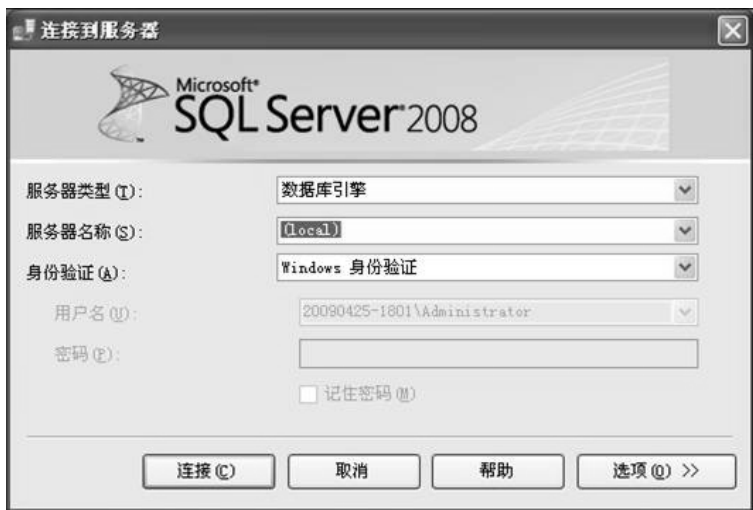 连接到服务器
Microsoft®
SQL Server® 2008
服务器类型(T):
数据库引擎
服务器名称(S):
(local)
身份验证(A):
Windows 身份验证
用户名(U):
20090425-1801\Administrator
密码(P):
记住密码(M)
连接(C)
取消
帮助
选项(O) >>